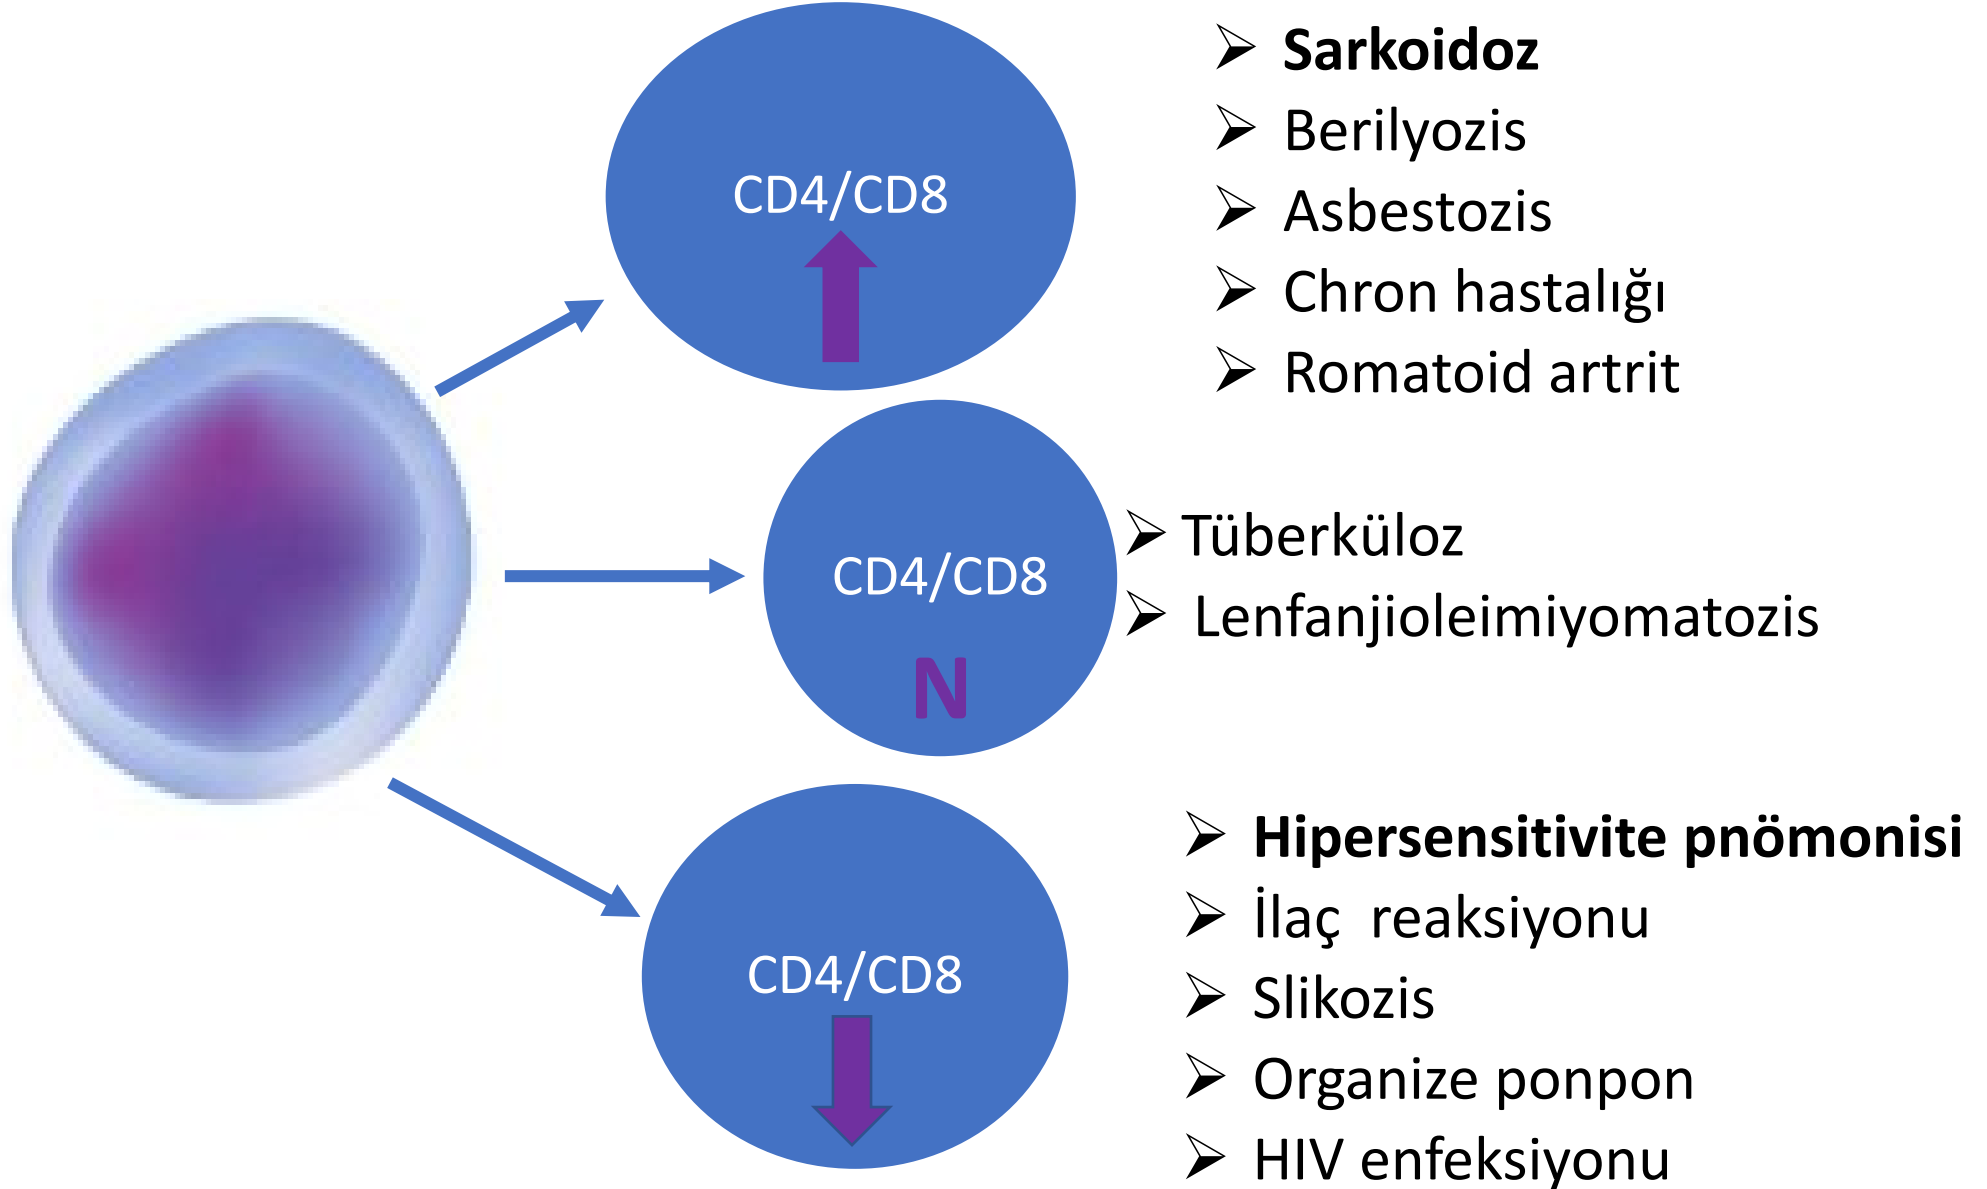 CD4/CD8
Sarkoidoz
Berilyozis
Asbestozis
Chron hastalığı
Romatoid artrit
CD4/CD8
N
Tüberküloz
Lenfanjioleimiyomatozis
CD4/CD8
Hipersensitivite pnömonisi
İlaç reaksiyonu
Slikozis
Organize ponpon
HIV enfeksiyonu